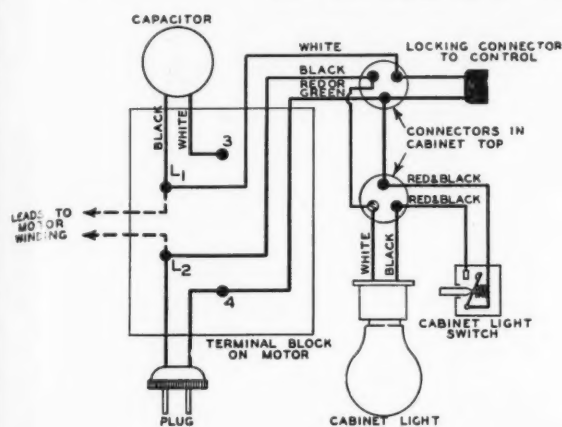 CAPACITOR
WHITE
LOCKING CONNECTOR
TO CONTROL
BLACK
RED OR
GREEN
BLACK
WHITE
3
CONNECTORS IN
CABINET TOP
L1
RED&BLACK
LEADS TO
MOTOR
WINDING
RED&BLACK
L2
WHITE
BLACK
4
CABINET LIGHT
SWITCH
TERMINAL BLOCK
ON MOTOR
PLUG
CABINET LIGHT